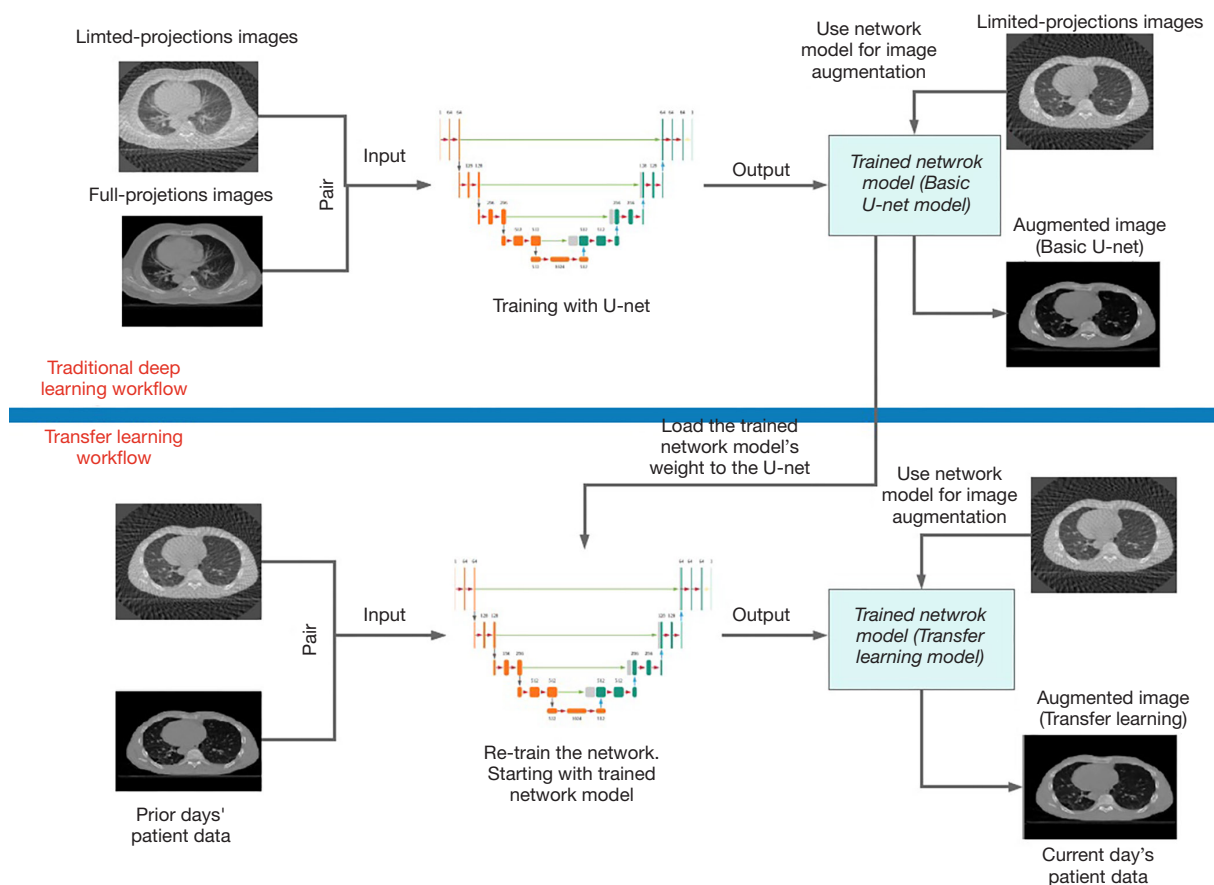 Limted-projections images
Full-projetions images
Pair
Input
Training with U-net
Output
Use network
model for image
augmentation
Limited-projections images
Trained netwrok
model (Basic
U-net model)
Augmented image
(Basic U-net)
Traditional deep
learning workflow
Transfer learning
workflow
Load the trained
network model's
weight to the U-net
Pair
Input
Prior days'
patient data
Re-train the network.
Starting with trained
network model
Output
Use network
model for image
augmentation
Trained netwrok
model (Transfer
learning model)
Augmented image
(Transfer learning)
Current day's
patient data